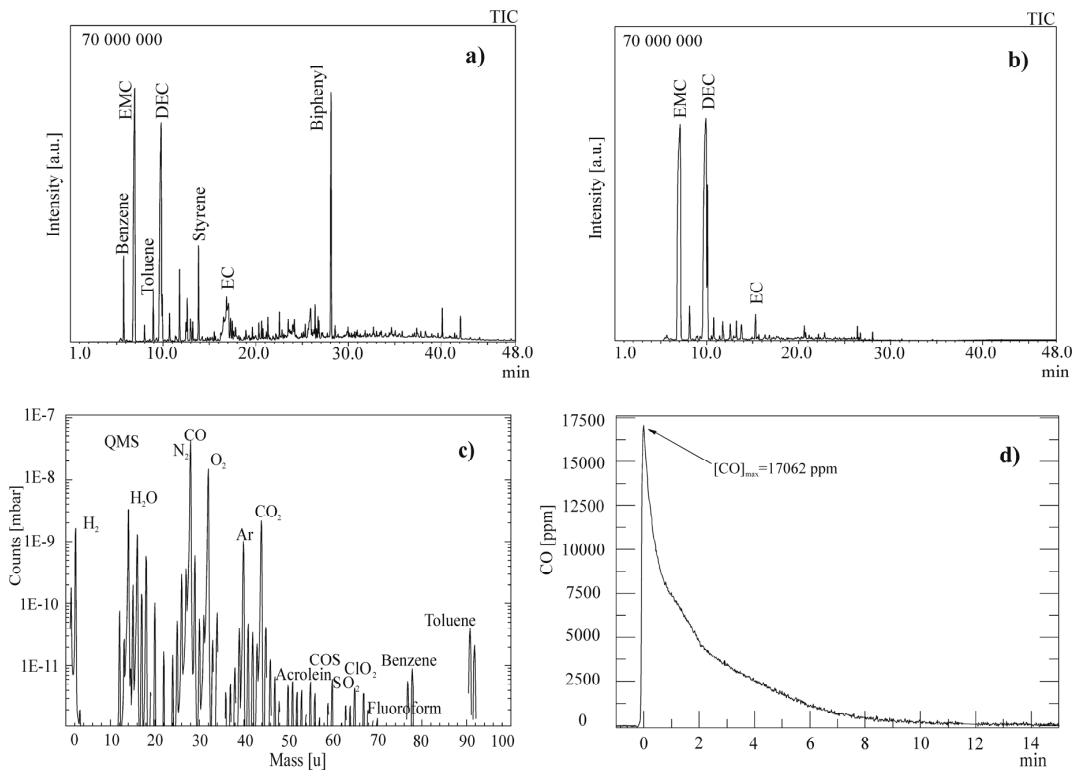 TIC
70 000 000
a)
Intensity [a.u.]
Benzene
EMC
Toluene
DEC
Styrene
EC
Biphenyl
1.0 10.0 20.0 30.0 40.0 48.0
min
TIC
70 000 000
b)
Intensity [a.u.]
EMC
DEC
EC
1.0 10.0 20.0 30.0 40.0 48.0
min
1E-7
1E-8
1E-9
1E-10
1E-11
Counts [mbar]
QMS
c)
H₂
H₂O
N₂
CO
O₂
Ar
CO₂
Acrolein
COS
SO₂
ClO₂
Fluoroform
Benzene
Toluene
0 10 20 30 40 50 60 70 80 90 100
Mass [u]
17500
15000
12500
10000
7500
5000
2500
0
CO [ppm]
d)
[CO]max=17062 ppm
0 2 4 6 8 10 12 14
min